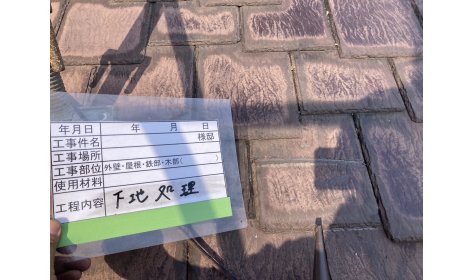 年月日 年 月 日
工事件名 様邸
工事場所
工事部位 外壁・屋根・鉄部・木部( )
使用材料
工程内容 下地処理